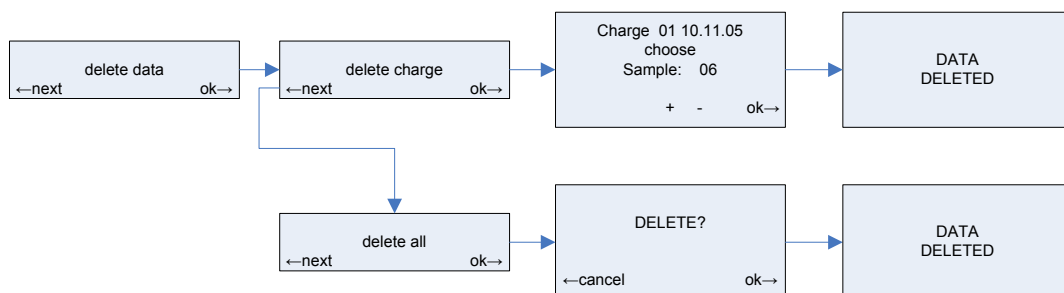 delete data
←next ok→
delete charge
←next ok→
Charge 01 10.11.05
choose
Sample: 06
+ - ok→
DATA
DELETED
delete all
←next ok→
DELETE?
←cancel ok→
DATA
DELETED